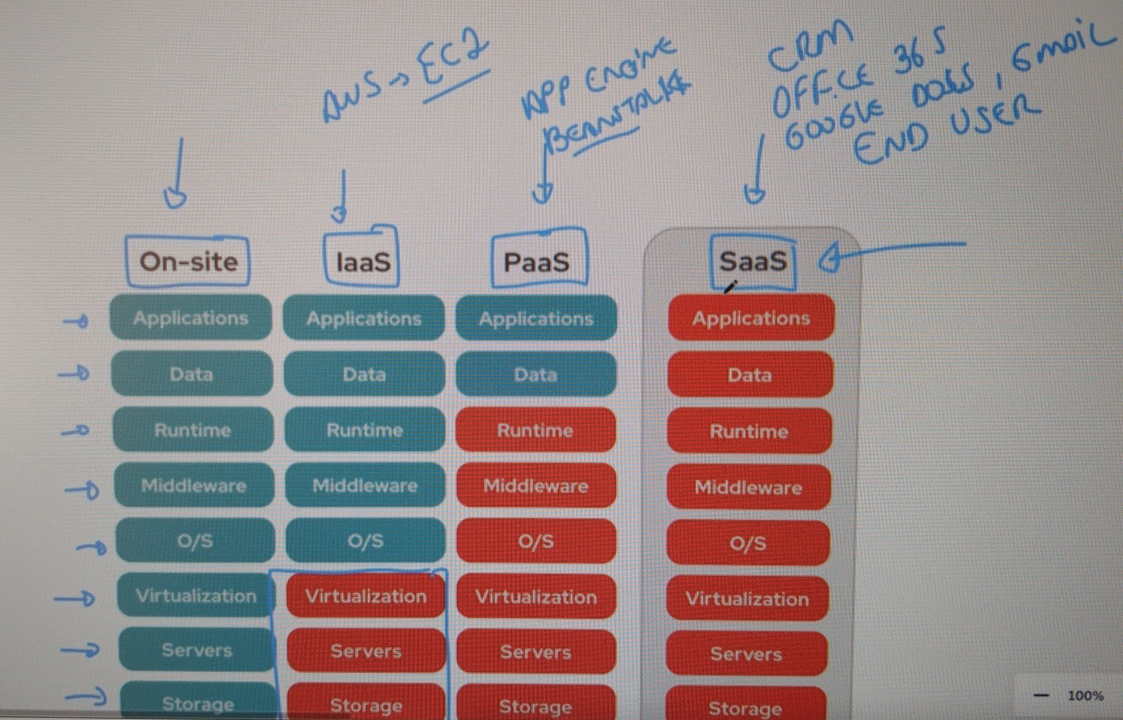 AWS → EC2
APP ENGINE
BEANSTALK
CRM
OFFICE 365
GOOGLE DOCS, GMAIL
END USER
On-site IaaS PaaS SaaS
Applications Applications Applications Applications
Data Data Data Data
Runtime Runtime Runtime Runtime
Middleware Middleware Middleware Middleware
O/S O/S O/S O/S
Virtualization Virtualization Virtualization Virtualization
Servers Servers Servers Servers
Storage Storage Storage Storage
— 100%